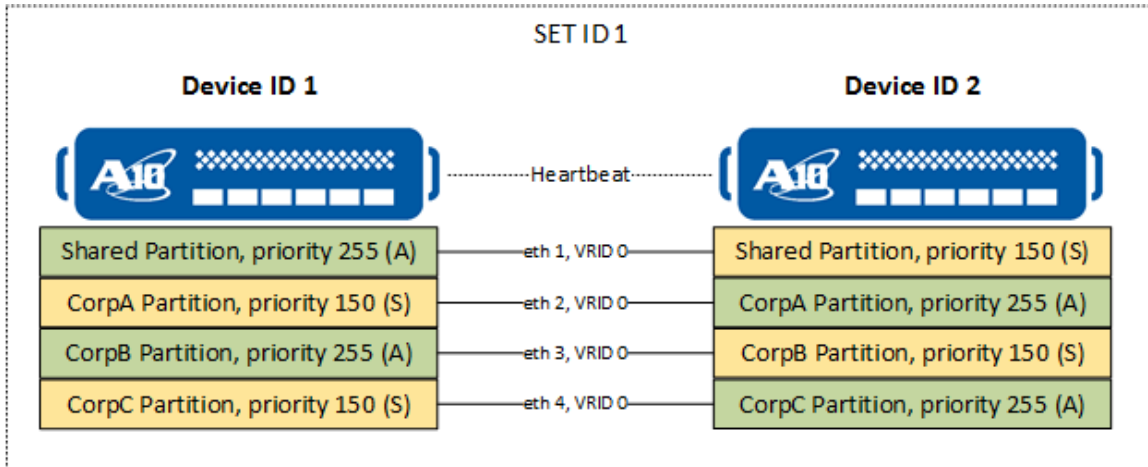 SET ID 1
Device ID 1
Device ID 2
A10
Heartbeat
A10
Shared Partition, priority 255 (A)
eth 1, VRID 0
Shared Partition, priority 150 (S)
CorpA Partition, priority 150 (S)
eth 2, VRID 0
CorpA Partition, priority 255 (A)
CorpB Partition, priority 255 (A)
eth 3, VRID 0
CorpB Partition, priority 150 (S)
CorpC Partition, priority 150 (S)
eth 4, VRID 0
CorpC Partition, priority 255 (A)